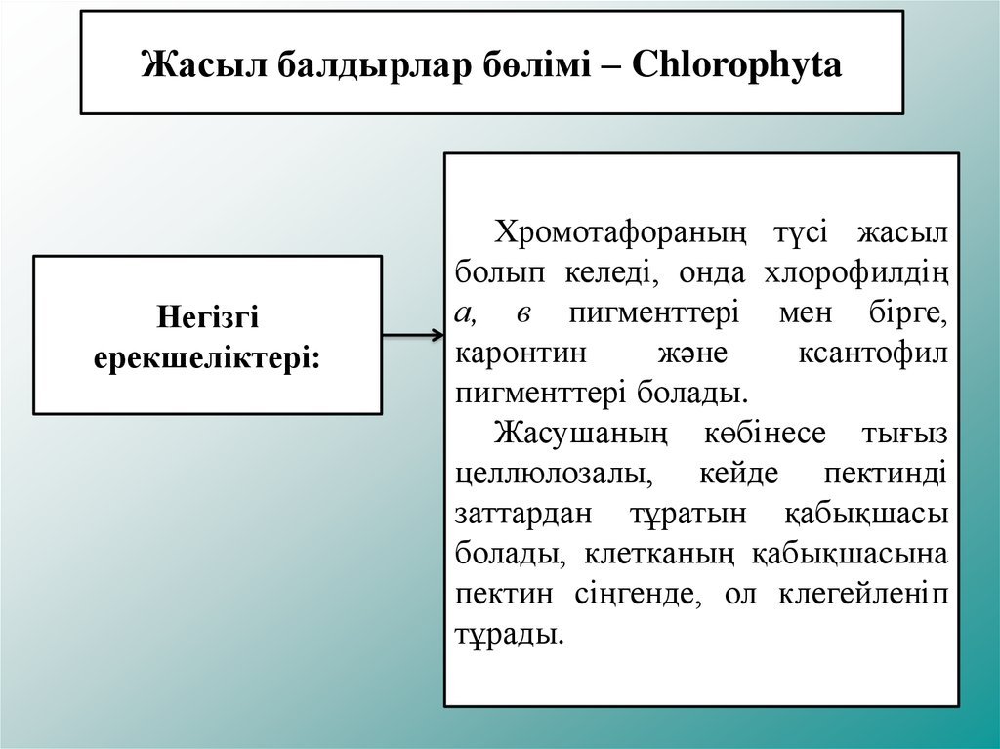 Жасыл балдырлар бөлімі – Chlorophyta
Негізгі
ерекшеліктері:
Хромотафораның түсі жасыл
болып келеді, онда хлорофилдің
а, в пигменттері мен бірге,
каронтин және ксантофил
пигменттері болады.
Жасушаның көбінесе тығыз
целлюлозалы, кейде пектинді
заттардан тұратын қабықшасы
болады, клетканың қабықшасына
пектин сіңгенде, ол клегейленіп
тұрады.